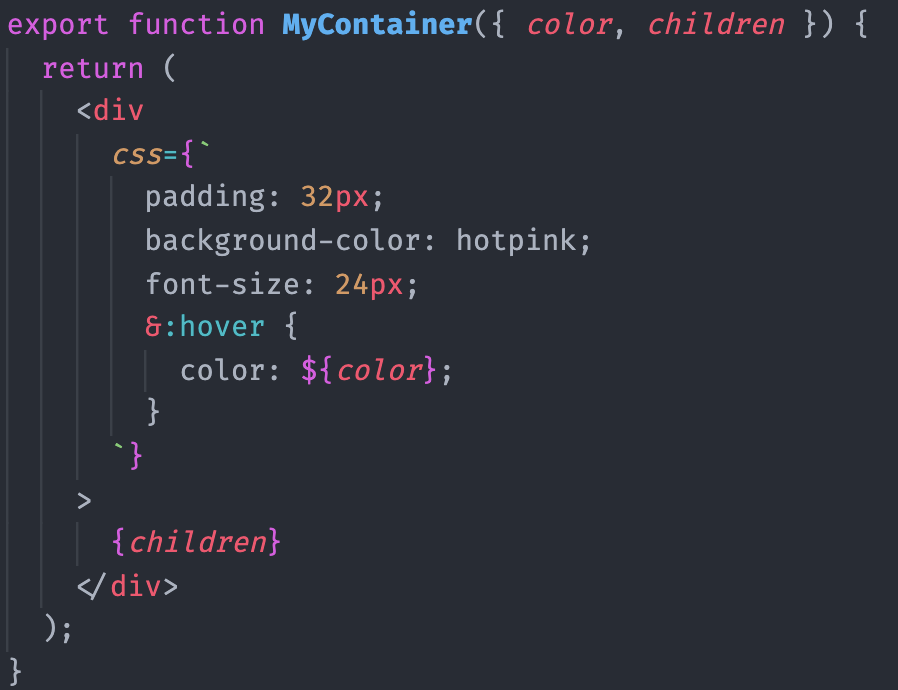 export function MyContainer({ color, children }) {
  return (
    <div
      css={`
        padding: 32px;
        background-color: hotpink;
        font-size: 24px;
        &:hover {
          color: ${color};
        }
      `}
    >
      {children}
    </div>
  );
}